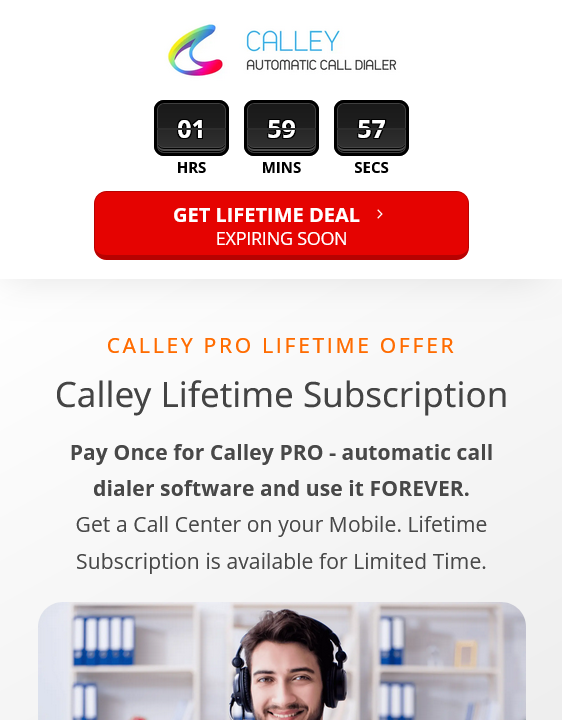 CALLEY
AUTOMATIC CALL DIALER
01 59 57
HRS MINS SECS
GET LIFETIME DEAL
EXPIRING SOON
CALLEY PRO LIFETIME OFFER
Calley Lifetime Subscription
Pay Once for Calley PRO - automatic call
dialer software and use it FOREVER.
Get a Call Center on your Mobile. Lifetime
Subscription is available for Limited Time.